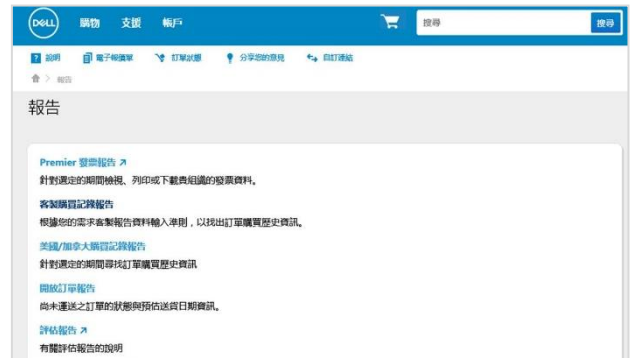 DELL
購物 支援 帳戶 搜尋 搜尋
說明 電子報價單 訂單狀態 分享您的意見 自訂連結
報告
報告
Premier 發票報告
針對選定的期間檢視、列印或下載貴組織的發票資料。
客製購買記錄報告
根據您的需求客製報告資料輸入準則，以找出訂單購買歷史資訊。
美國/加拿大購買記錄報告
針對選定的期間尋找訂單購買歷史資訊
開放訂單報告
尚未運送之訂單的狀態與預估送貨日期資訊。
評估報告
有關評估報告的說明